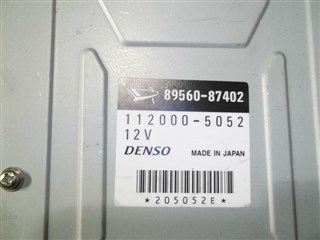 89560-87402
112000-5052
12V
DENSO MADE IN JAPAN
*205052E*